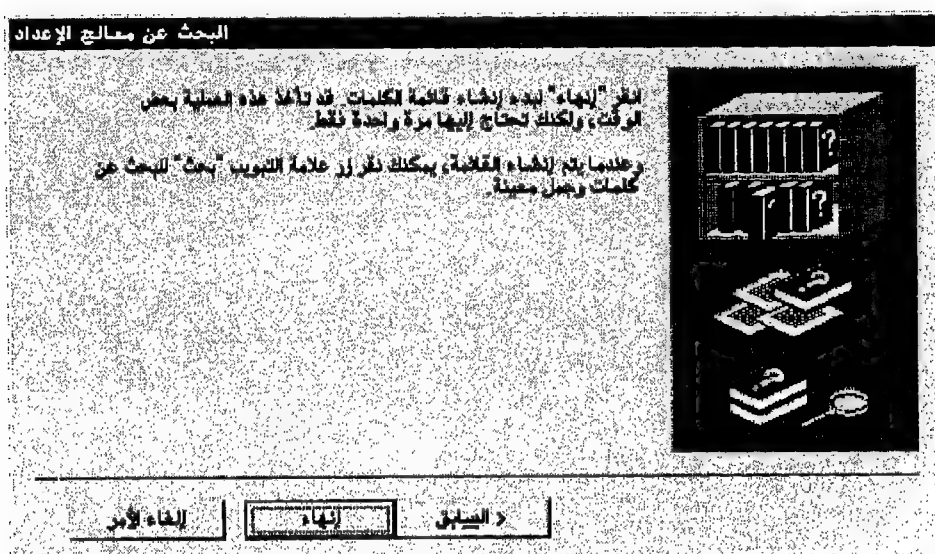 البحث عن معالج الإعداد
انقر "إنهاء" لبدء إنشاء قائمة الكلمات. قد تأخذ هذه العملية بعض
الوقت، ولكنك تحتاج إليها مرة واحدة فقط.
وعندما يتم إنشاء القائمة، يمكنك نقر زر علامة التبويب "بحث" للبحث عن
كلمات وجمل معينة.
< السابق
إنهاء
إلغاء الأمر